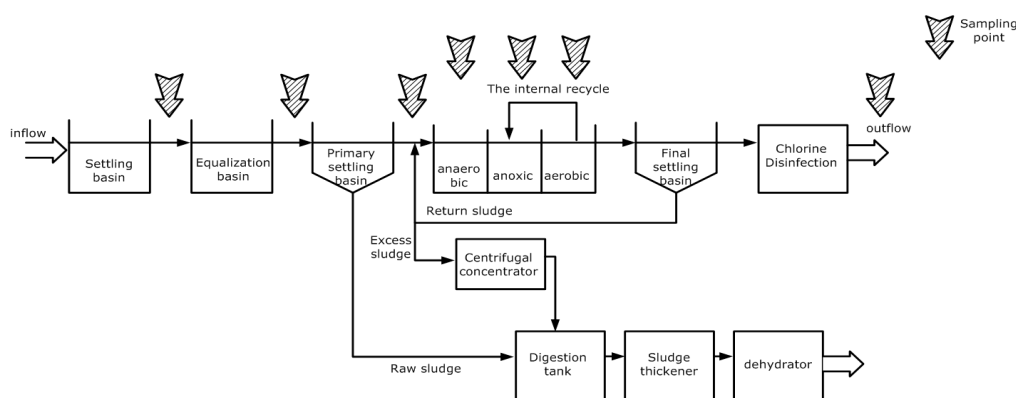 Sampling
point
The internal recycle
inflow
outflow
Settling
basin
Equalization
basin
Primary
settling
basin
anaero
bic
anoxic
aerobic
Final
settling
basin
Chlorine
Disinfection
Return sludge
Excess
sludge
Centrifugal
concentrator
Raw sludge
Digestion
tank
Sludge
thickener
dehydrator